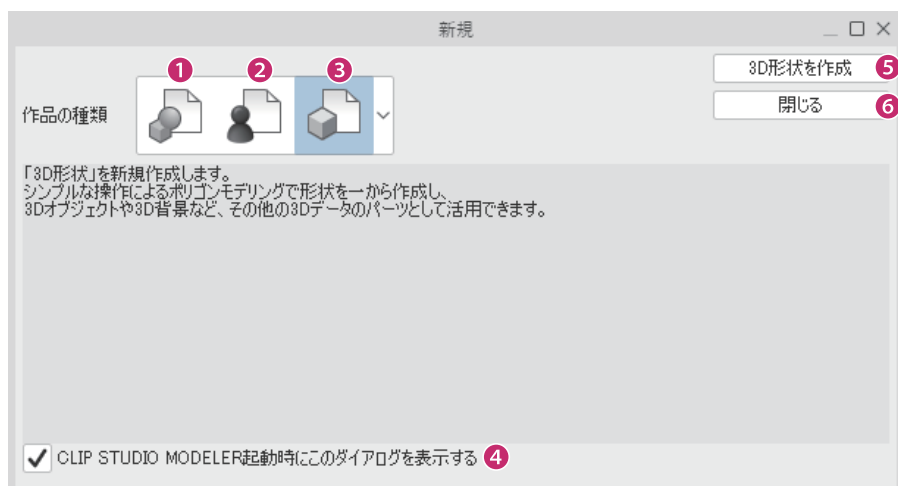 新規
❶ ❷ ❸
作品の種類
3D形状を作成 ❺
閉じる ❻
「3D形状」を新規作成します。
シンプルな操作によるポリゴンモデリングで形状を一から作成し、
3Dオブジェクトや3D背景など、その他の3Dデータのパーツとして活用できます。
CLIP STUDIO MODELER起動時にこのダイアログを表示する ❹